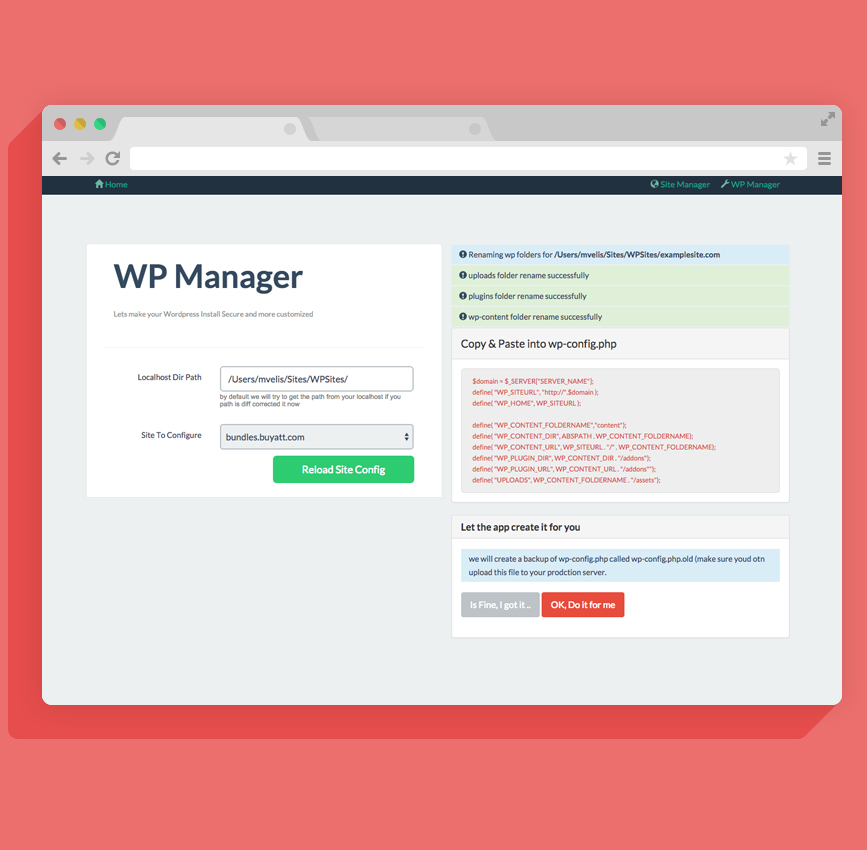 Home
Site Manager
WP Manager
WP Manager
Lets make your Wordpress Install Secure and more customized
Localhost Dir Path
/Users/mvelis/Sites/WPSites/
by default we will try to get the path from your localhost if you
path is diff corrected it now
Site To Configure
bundles.buyatt.com
Reload Site Config
Renaming wp folders for /Users/mvelis/Sites/WPSites/examplesite.com
uploads folder rename successfully
plugins folder rename successfully
wp-content folder rename successfully
Copy & Paste into wp-config.php
$domain = $_SERVER["SERVER_NAME"];
define( "WP_SITEURL", "http://".$domain );
define( "WP_HOME", WP_SITEURL );
define( "WP_CONTENT_FOLDERNAME","content");
define( "WP_CONTENT_DIR", ABSPATH . WP_CONTENT_FOLDERNAME);
define( "WP_CONTENT_URL", WP_SITEURL . "/" . WP_CONTENT_FOLDERNAME);
define( "WP_PLUGIN_DIR", WP_CONTENT_DIR . "/addons");
define( "WP_PLUGIN_URL", WP_CONTENT_URL . "/addons"");
define( "UPLOADS", WP_CONTENT_FOLDERNAME . "/assets");
Let the app create it for you
we will create a backup of wp-config.php called wp-config.php.old (make sure youd otn
upload this file to your prodction server.
Is Fine, I got it ..
OK, Do it for me